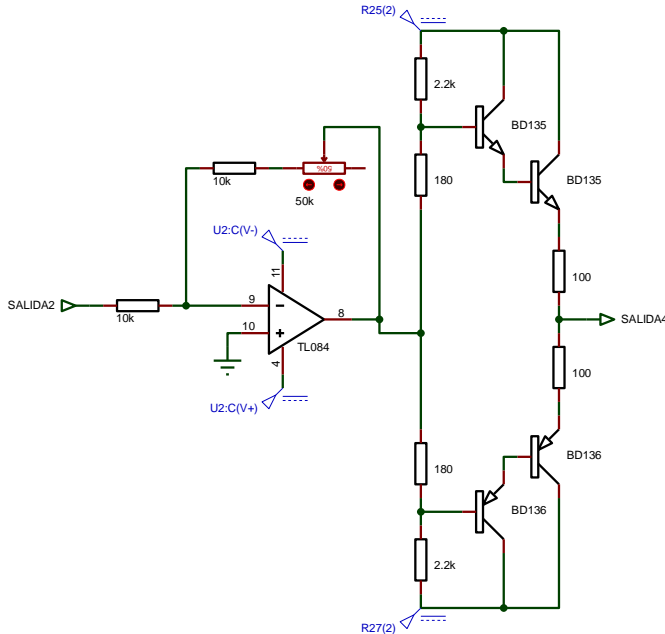 R25(2)
2.2k
BD135
BD135
180
10k
50%
50k
U2:C(V-)
11
SALIDA2
10k
9
10
8
TL084
4
U2:C(V+)
100
SALIDA4
100
BD136
180
BD136
2.2k
R27(2)